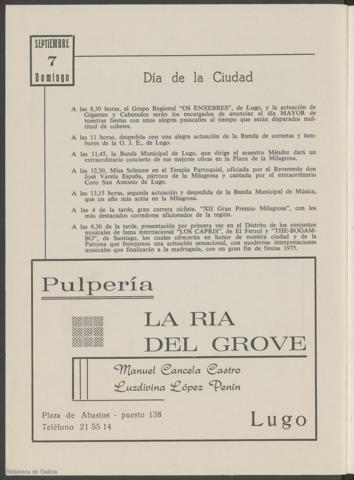 SEPTIEMBRE
7
Domingo
Día de la Ciudad
A las 8,30 horas, el Grupo Regional "OS ENXEBRES", de Lugo, y la actuación de
Gigantes y Cabezudos serán los encargados de anunciar el día MAYOR de
nuestras fiestas con unos alegres pasacalles al tiempo que serán disparados mul-
titud de cohetes.
A las 11 horas, despedida con una alegre actuación de la Banda de cornetas y tam-
bores de la O. J. E., de Lugo.
A las 11,45, la Banda Municipal de Lugo, que dirige el maestro Méndez dará un
extraordinario concierto de sus mejores obras en la Plaza de la Milagrosa.
A las 12,30, Misa Solemne en el Templo Parroquial, oficiada por el Reverendo don
José Varela España, párroco de la Milagrosa y cantada por el extraordinario
Coro San Antonio de Lugo.
A las 13,15 horas, segunda actuación y despedida de la Banda Municipal de Música,
que un año más actúa en la Milagrosa.
A las 4 de la tarde, gran carrera ciclista, "XII Gran Premio Milagrosa", con los
más destacados corredores aficionados de la región.
A las 6,30 de la tarde, presentación por primera vez en el Distrito de los conjuntos
musicales de fama internacional "LOS CAPRIS", de El Ferrol y "THE-BOGAM-
BO", de Santiago, los cuales ofrecerán en honor de nuestra ciudad y de la
Patrona que festejamos una actuación sensacional, con modernas interpretaciones
musicales que finalizarán a la madrugada, con un gran fin de fiestas 1975.
Pulpería
LA RIA
DEL GROVE
Manuel Cancela Castro
Luzdivina López Penín
Plaza de Abastos - puesto 138
Teléfono 21 55 14
Lugo
Biblioteca de Galicia